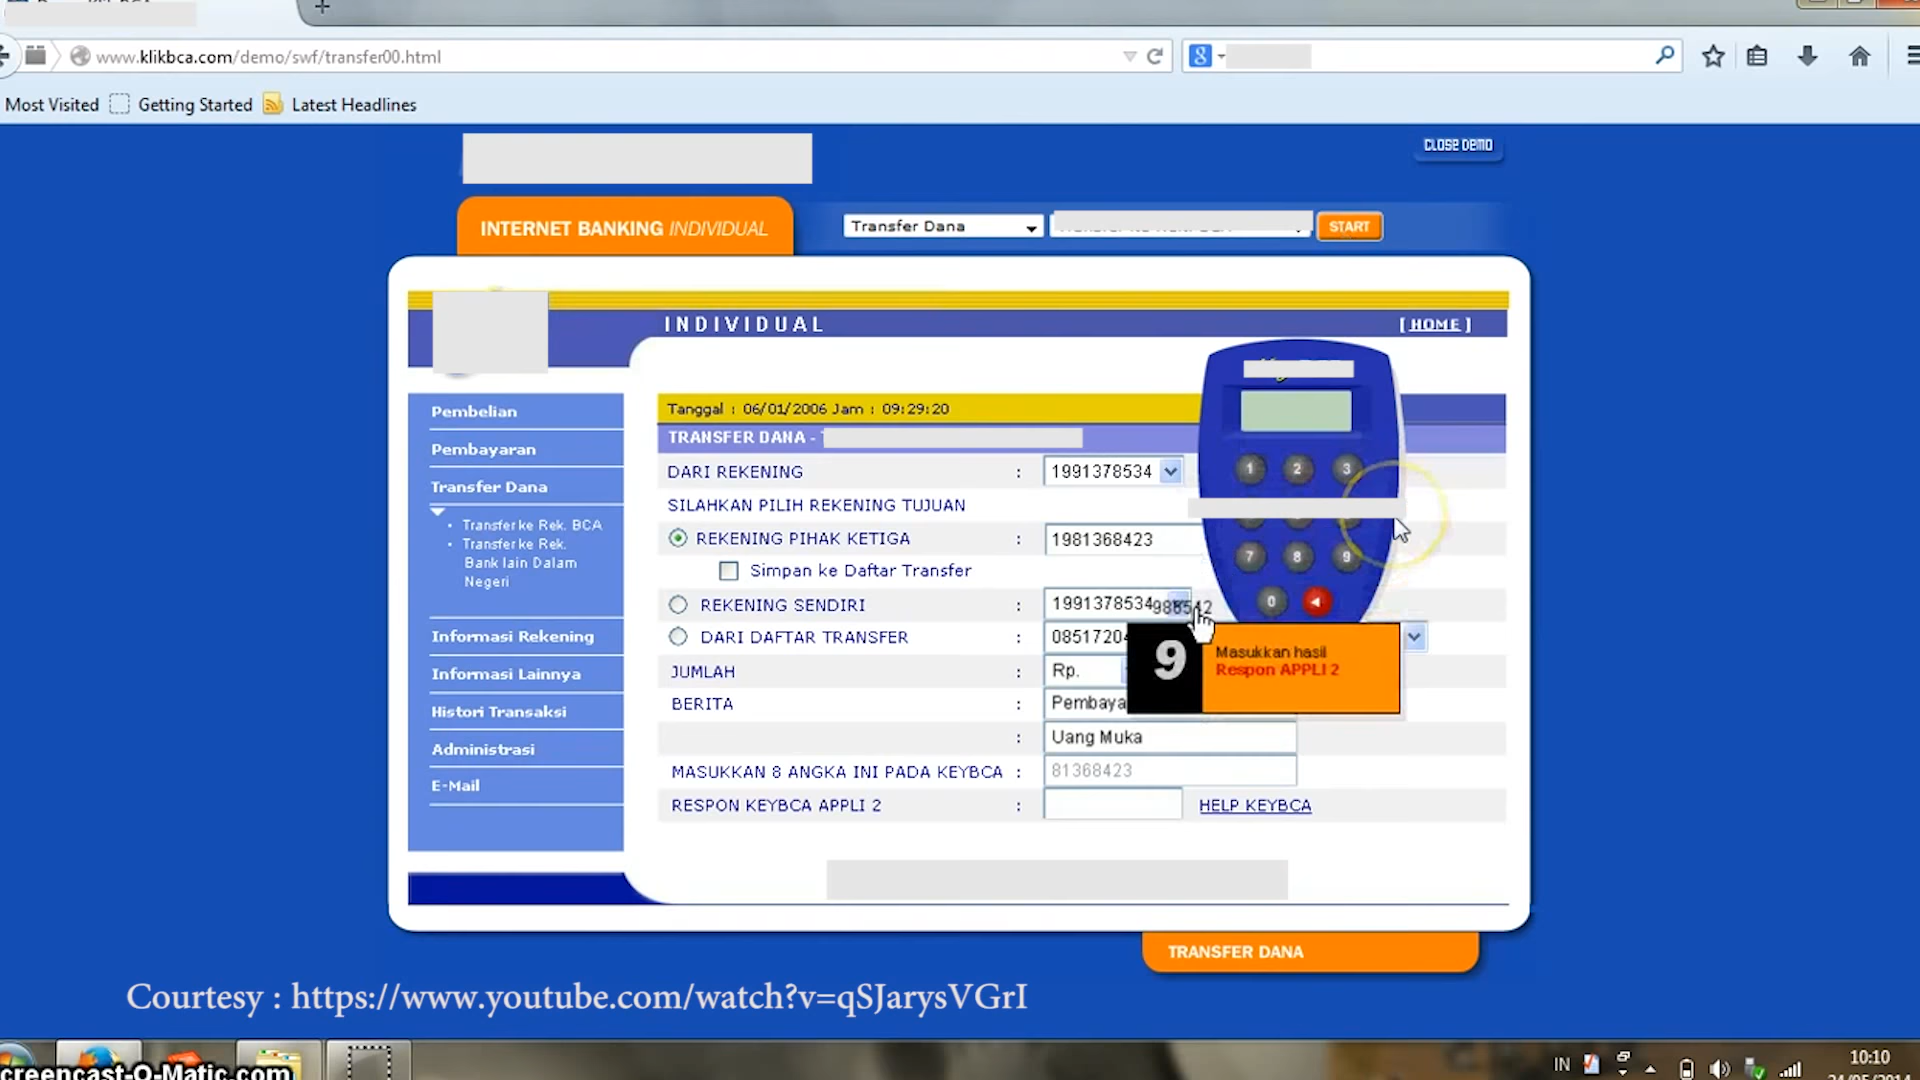 www.klikbca.com/demo/swf/transfer00.html
8
Most Visited
Getting Started
Latest Headlines
CLOSE DEMO
INTERNET BANKING INDIVIDUAL
Transfer Dana
START
INDIVIDUAL
[ HOME ]
Pembelian
Pembayaran
Transfer Dana
Transfer ke Rek. BCA
Transfer ke Rek.
Bank lain Dalam
Negeri
Informasi Rekening
Informasi Lainnya
Histori Transaksi
Administrasi
E-Mail
Tanggal : 06/01/2006 Jam : 09:29:20
TRANSFER DANA -
DARI REKENING : 1991378534
SILAHKAN PILIH REKENING TUJUAN
REKENING PIHAK KETIGA : 1981368423
Simpan ke Daftar Transfer
REKENING SENDIRI : 1991378534
986542
DARI DAFTAR TRANSFER :
JUMLAH : Rp.
BERITA :
: Uang Muka
MASUKKAN 8 ANGKA INI PADA KEYBCA : 81368423
RESPON KEYBCA APPLI 2 : HELP KEYBCA
1 2 3
7 8 9
0
9
Masukkan hasil
Respon APPLI 2
TRANSFER DANA
Courtesy : https://www.youtube.com/watch?v=qSJarysVGrI
IN
10:10